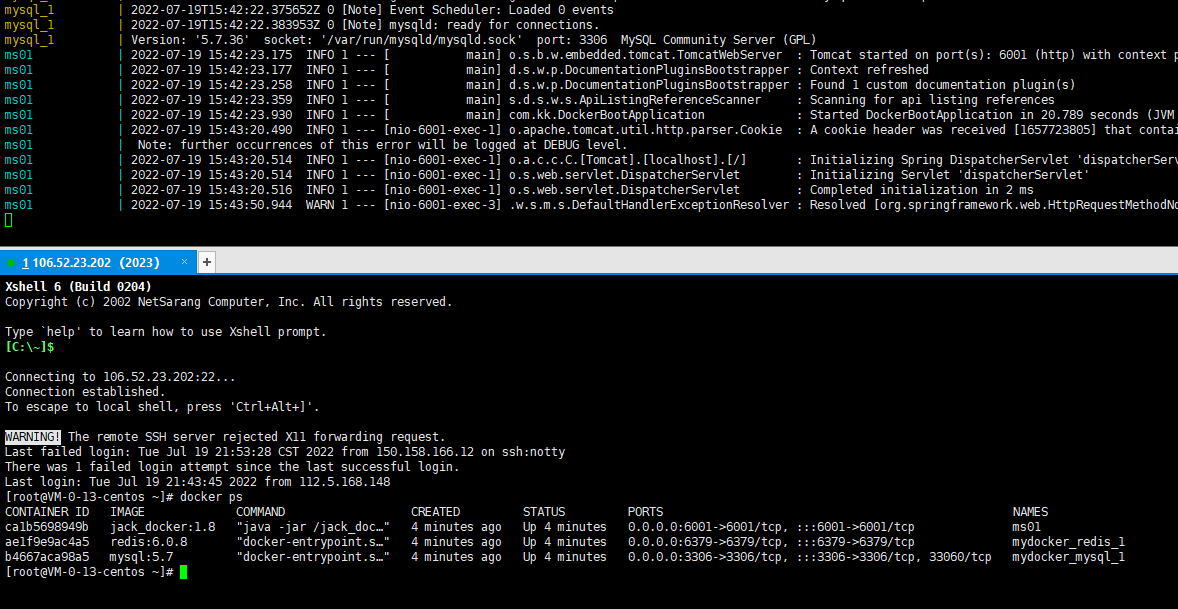 mysql_1 | 2022-07-19T15:42:22.375652Z 0 [Note] Event Scheduler: Loaded 0 events
mysql_1 | 2022-07-19T15:42:22.383953Z 0 [Note] mysqld: ready for connections.
mysql_1 | Version: '5.7.36' socket: '/var/run/mysqld/mysqld.sock' port: 3306 MySQL Community Server (GPL)
ms01 | 2022-07-19 15:42:23.175 INFO 1 --- [ main] o.s.b.w.embedded.tomcat.TomcatWebServer : Tomcat started on port(s): 6001 (http) with context p
ms01 | 2022-07-19 15:42:23.177 INFO 1 --- [ main] d.s.w.p.DocumentationPluginsBootstrapper : Context refreshed
ms01 | 2022-07-19 15:42:23.258 INFO 1 --- [ main] d.s.w.p.DocumentationPluginsBootstrapper : Found 1 custom documentation plugin(s)
ms01 | 2022-07-19 15:42:23.359 INFO 1 --- [ main] s.d.s.w.s.ApiListingReferenceScanner : Scanning for api listing references
ms01 | 2022-07-19 15:42:23.930 INFO 1 --- [ main] com.kk.DockerBootApplication : Started DockerBootApplication in 20.789 seconds (JVM
ms01 | 2022-07-19 15:43:20.490 INFO 1 --- [nio-6001-exec-1] o.apache.tomcat.util.http.parser.Cookie : A cookie header was received [1657723805] that contai
ms01 | Note: further occurrences of this error will be logged at DEBUG level.
ms01 | 2022-07-19 15:43:20.514 INFO 1 --- [nio-6001-exec-1] o.a.c.c.C.[Tomcat].[localhost].[/] : Initializing Spring DispatcherServlet 'dispatcherServ
ms01 | 2022-07-19 15:43:20.514 INFO 1 --- [nio-6001-exec-1] o.s.web.servlet.DispatcherServlet : Initializing Servlet 'dispatcherServlet'
ms01 | 2022-07-19 15:43:20.516 INFO 1 --- [nio-6001-exec-1] o.s.web.servlet.DispatcherServlet : Completed initialization in 2 ms
ms01 | 2022-07-19 15:43:50.944 WARN 1 --- [nio-6001-exec-3] .w.s.m.s.DefaultHandlerExceptionResolver : Resolved [org.springframework.web.HttpRequestMethodNo
1 106.52.23.202 (2023) × +
Xshell 6 (Build 0204)
Copyright (c) 2002 NetSarang Computer, Inc. All rights reserved.
Type `help' to learn how to use Xshell prompt.
[C:\~]$
Connecting to 106.52.23.202:22...
Connection established.
To escape to local shell, press 'Ctrl+Alt+]'.
WARNING! The remote SSH server rejected X11 forwarding request.
Last failed login: Tue Jul 19 21:53:28 CST 2022 from 150.158.166.12 on ssh:notty
There was 1 failed login attempt since the last successful login.
Last login: Tue Jul 19 21:43:45 2022 from 112.5.168.148
[root@VM-0-13-centos ~]# docker ps
CONTAINER ID IMAGE COMMAND CREATED STATUS PORTS NAMES
ca1b5698949b jack_docker:1.8 "java -jar /jack_doc…" 4 minutes ago Up 4 minutes 0.0.0.0:6001->6001/tcp, :::6001->6001/tcp ms01
ae1f9e9ac4a5 redis:6.0.8 "docker-entrypoint.s…" 4 minutes ago Up 4 minutes 0.0.0.0:6379->6379/tcp, :::6379->6379/tcp mydocker_redis_1
b4667aca98a5 mysql:5.7 "docker-entrypoint.s…" 4 minutes ago Up 4 minutes 0.0.0.0:3306->3306/tcp, :::3306->3306/tcp, 33060/tcp mydocker_mysql_1
[root@VM-0-13-centos ~]#